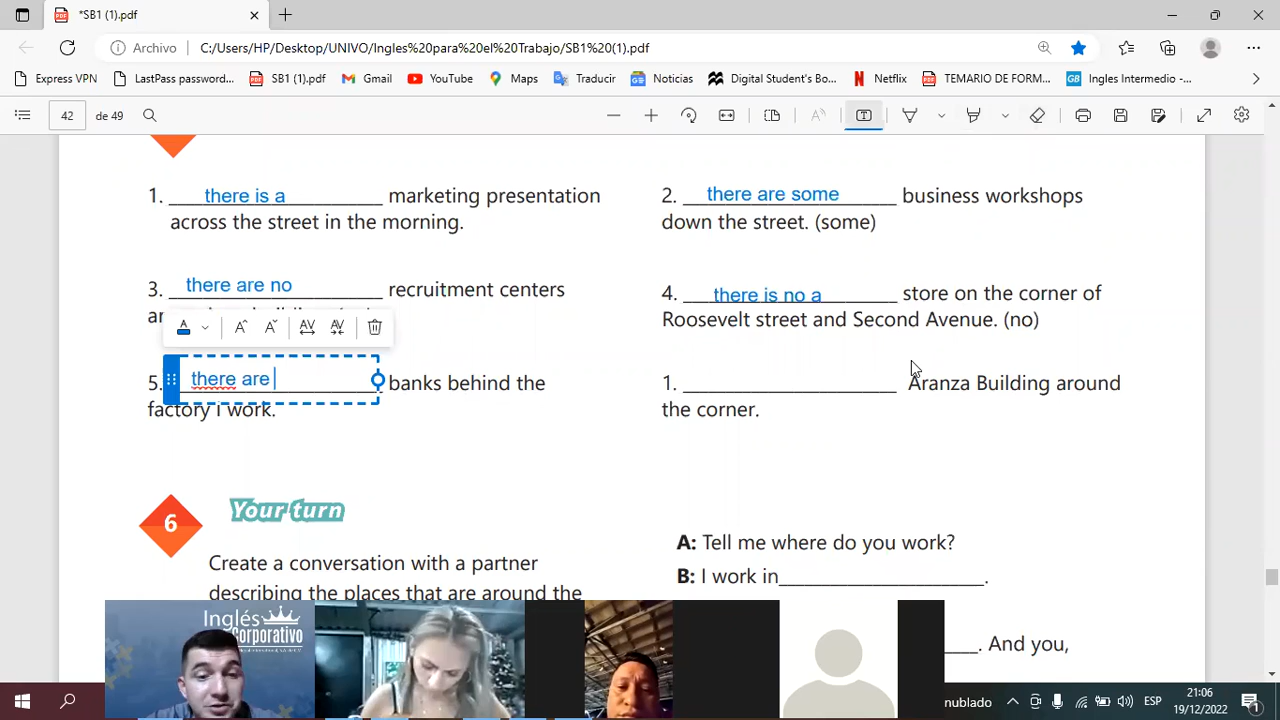 *SB1 (1).pdf
Archivo C:/Users/HP/Desktop/UNIVO/Ingles%20para%20el%20Trabajo/SB1%20(1).pdf
Express VPN LastPass password... SB1 (1).pdf Gmail YouTube Maps Traducir Noticias Digital Student's Bo... Netflix TEMARIO DE FORM... Ingles Intermedio -...
42 de 49
1. there is a marketing presentation
across the street in the morning.
2. there are some business workshops
down the street. (some)
3. there are no recruitment centers
4. there is no a store on the corner of
Roosevelt street and Second Avenue. (no)
5. there are banks behind the
factory I work.
1. Aranza Building around
the corner.
6 Your turn
Create a conversation with a partner
describing the places that are around the
A: Tell me where do you work?
B: I work in.
. And you,
Inglés
Corporativo
nublado ESP 21:06
19/12/2022 1